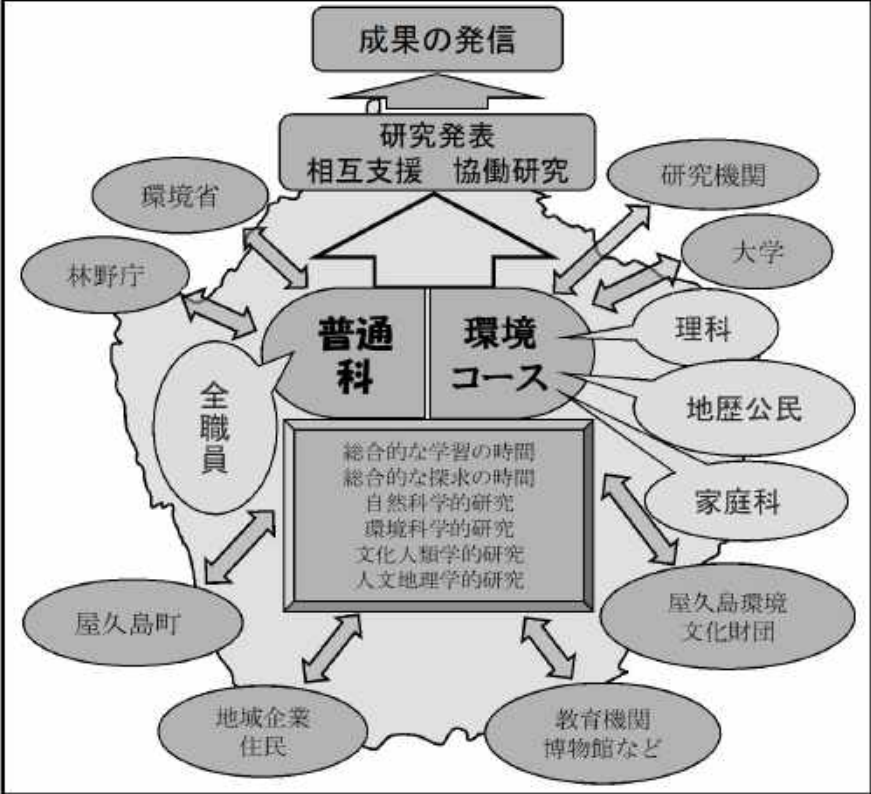 成果の発信
研究発表
相互支援　協働研究
環境省
研究機関
林野庁
大学
普通
科
環境
コース
理科
全職員
地歴公民
家庭科
総合的な学習の時間
総合的な探求の時間
自然科学的研究
環境科学的研究
文化人類学的研究
人文地理学的研究
屋久島町
屋久島環境
文化財団
地域企業
住民
教育機関
博物館など